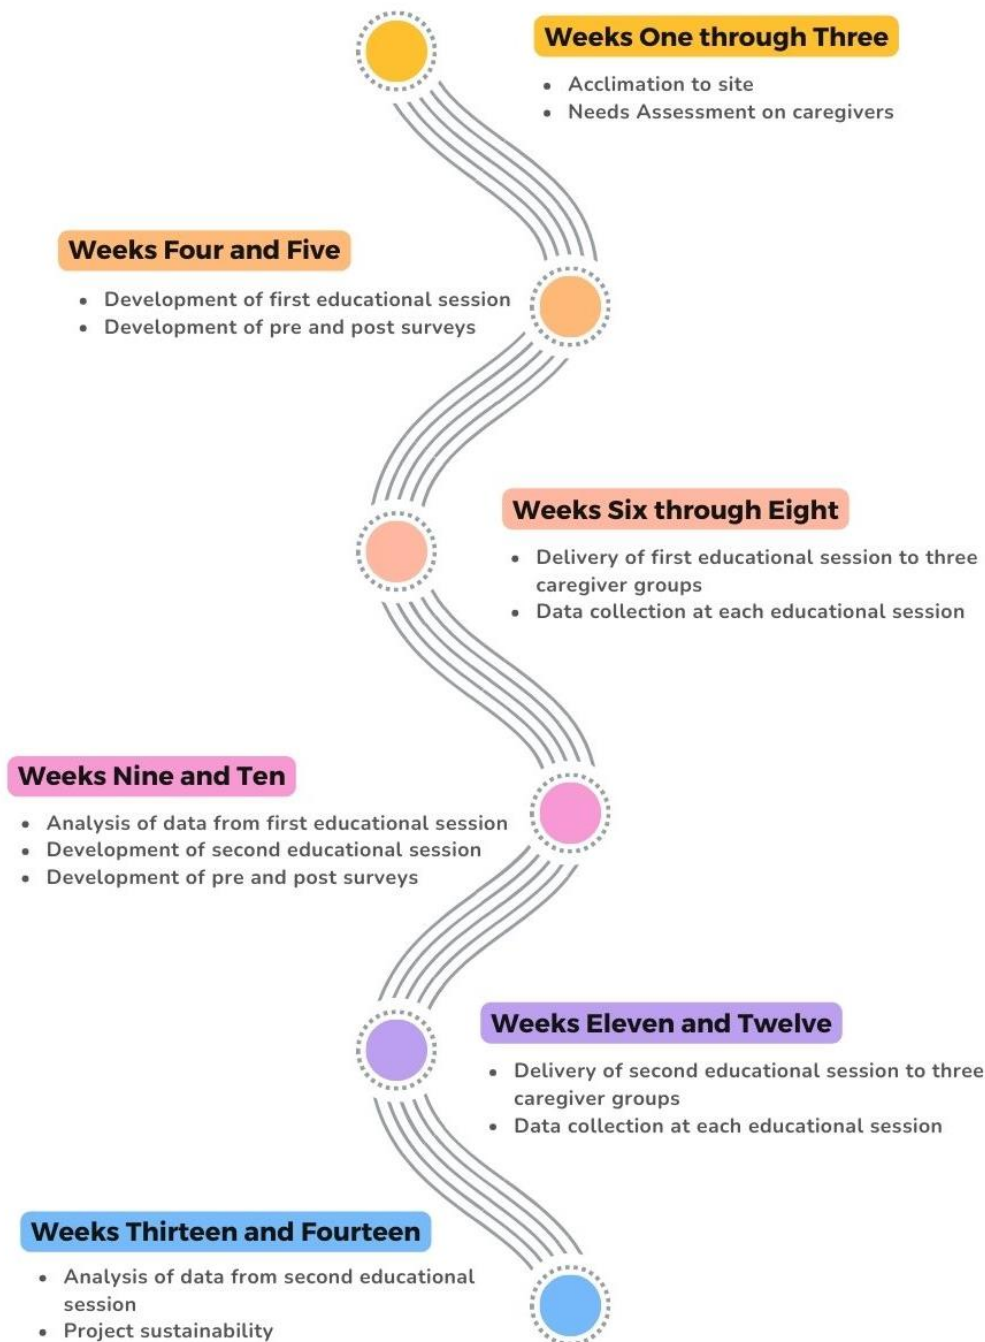 Weeks One through Three
• Acclimation to site
• Needs Assessment on caregivers
Weeks Four and Five
• Development of first educational session
• Development of pre and post surveys
Weeks Six through Eight
• Delivery of first educational session to three
caregiver groups
• Data collection at each educational session
Weeks Nine and Ten
• Analysis of data from first educational session
• Development of second educational session
• Development of pre and post surveys
Weeks Eleven and Twelve
• Delivery of second educational session to three
caregiver groups
• Data collection at each educational session
Weeks Thirteen and Fourteen
• Analysis of data from second educational
session
• Project sustainability